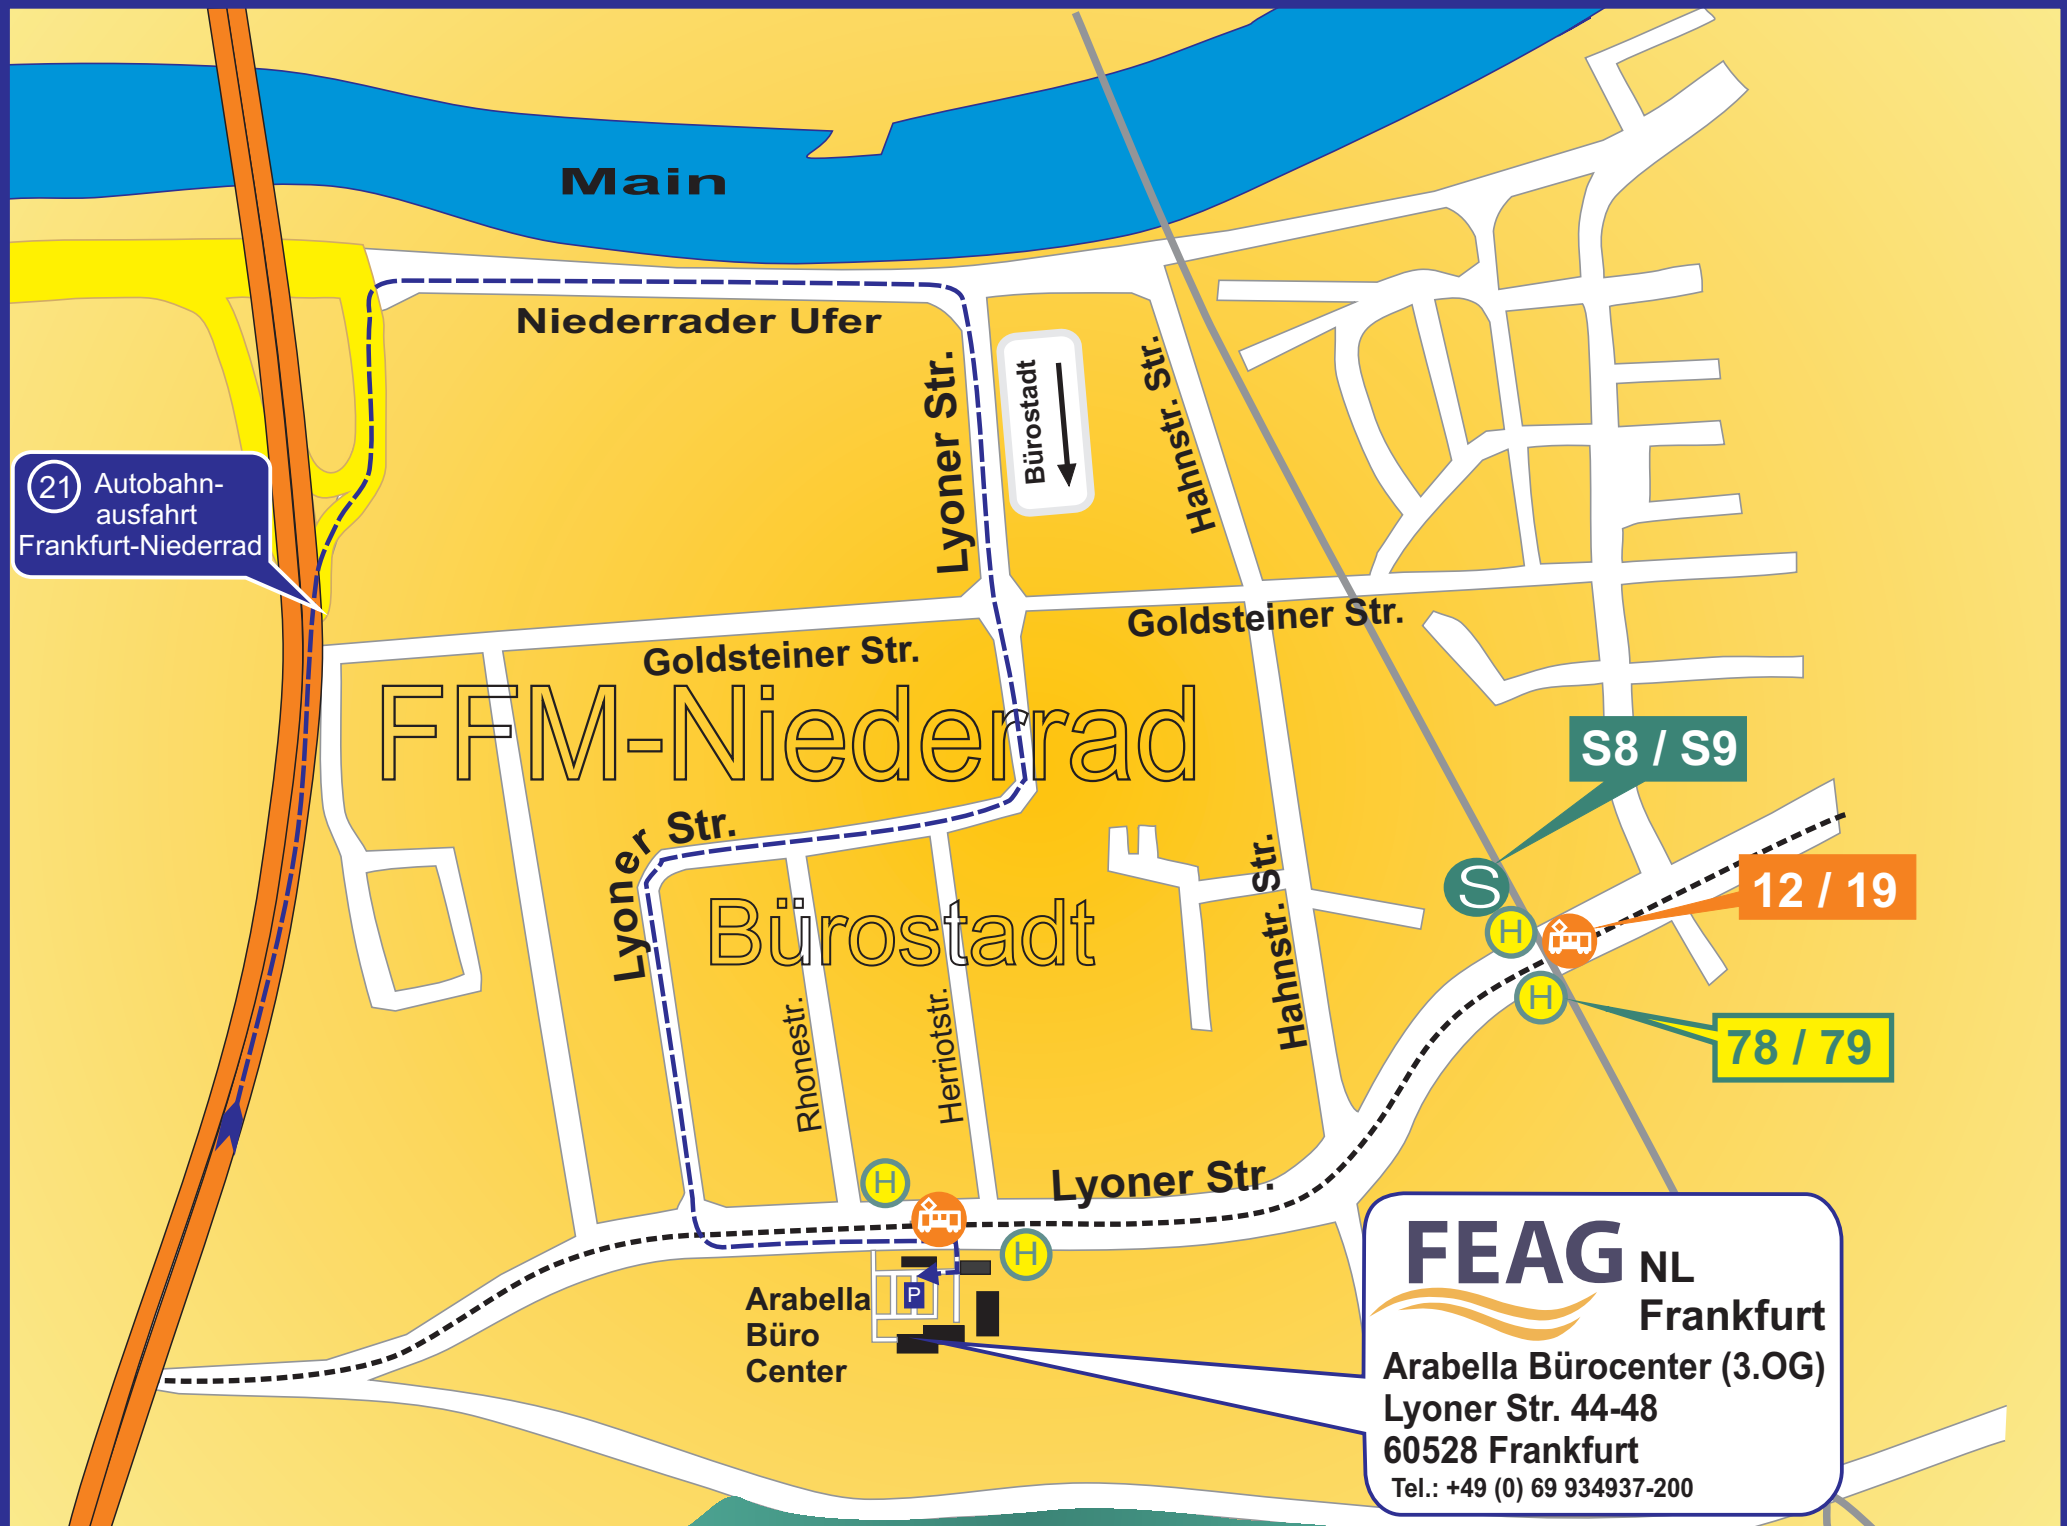 Main
Niederrader Ufer
Lyoner Str.
Bürostadt
Hahnstr. Str.
21
Autobahn-
ausfahrt
Frankfurt-Niederrad
Goldsteiner Str.
Goldsteiner Str.
FFM-Niederrad
S8 / S9
Lyoner Str.
Bürostadt
Hahnstr. Str.
S
H
12 / 19
H
78 / 79
Rhonestr.
Herriotstr.
H
Lyoner Str.
H
P
Arabella
Büro
Center
FEAG NL
Frankfurt
Arabella Bürocenter (3.OG)
Lyoner Str. 44-48
60528 Frankfurt
Tel.: +49 (0) 69 934937-200